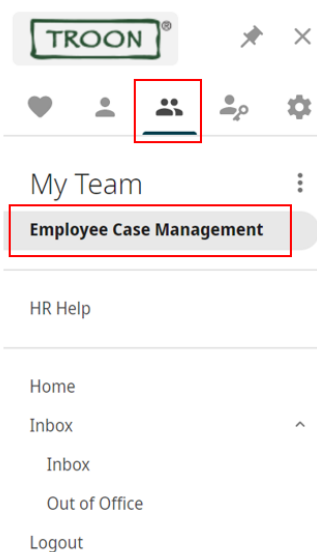 TROON®
My Team
Employee Case Management
HR Help
Home
Inbox
Inbox
Out of Office
Logout